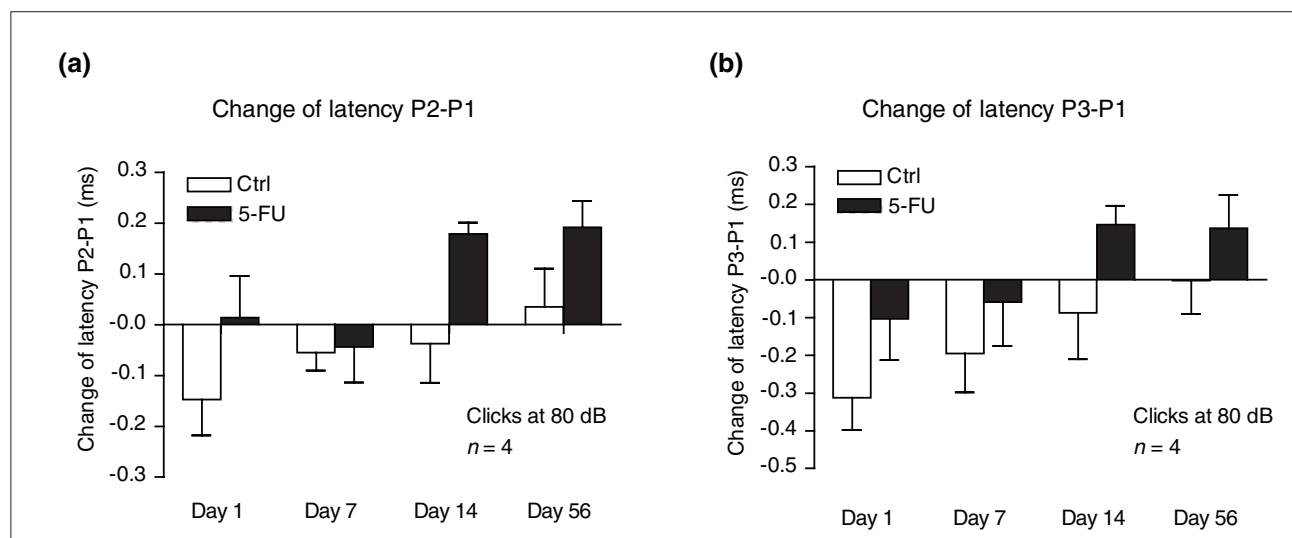 (a)
Change of latency P2-P1
Change of latency P2-P1 (ms)
0.3
0.2
0.1
-0.0
-0.1
-0.2
-0.3
Ctrl
5-FU
Clicks at 80 dB
n = 4
Day 1 Day 7 Day 14 Day 56
(b)
Change of latency P3-P1
Change of latency P3-P1 (ms)
0.3
0.2
0.1
-0.0
-0.1
-0.2
-0.3
-0.4
-0.5
Ctrl
5-FU
Clicks at 80 dB
n = 4
Day 1 Day 7 Day 14 Day 56